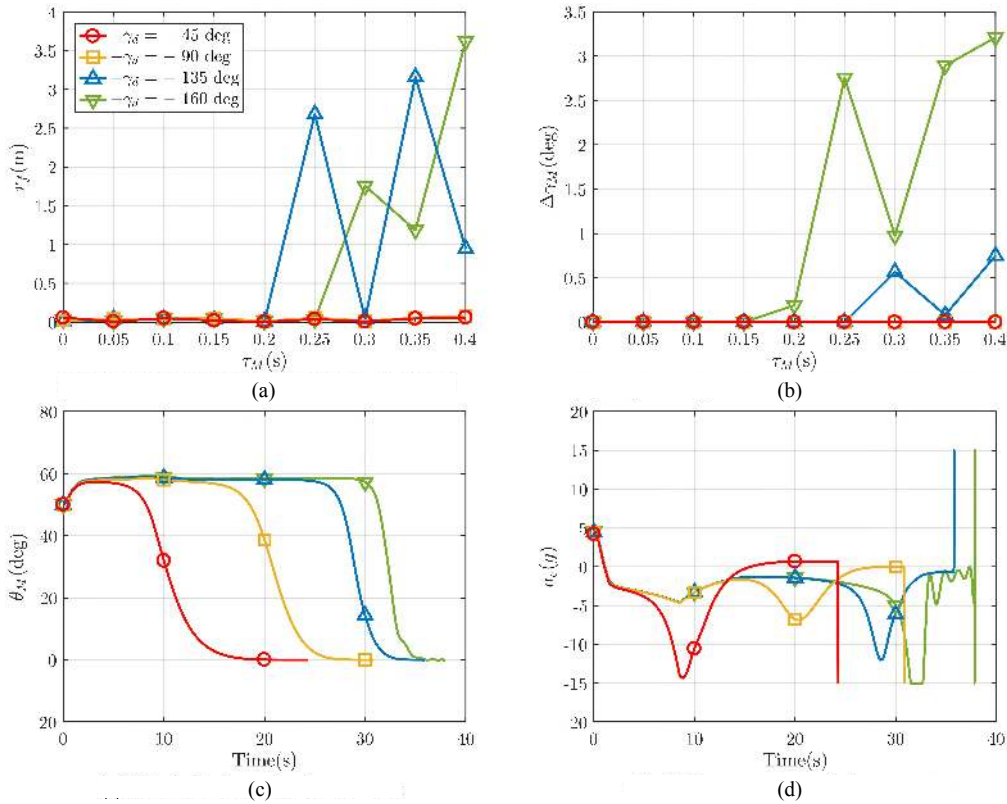 4
3.5
3
2.5
2
1.5
1
0.5
0
r_f(m)
γ_d = 45 deg
γ_d = − 90 deg
γ_d = − 135 deg
γ_d = − 160 deg
0 0.05 0.1 0.15 0.2 0.25 0.3 0.35 0.4
τ_M(s)
(a)
3.5
3
2.5
2
1.5
1
0.5
0
Δγ_M(deg)
0 0.05 0.1 0.15 0.2 0.25 0.3 0.35 0.4
τ_M(s)
(b)
80
60
40
20
0
20
θ_M(deg)
0 10 20 30 40
Time(s)
(c)
20
15
10
5
0
-5
-10
-15
20
a_c(g)
0 10 20 30 40
Time(s)
(d)